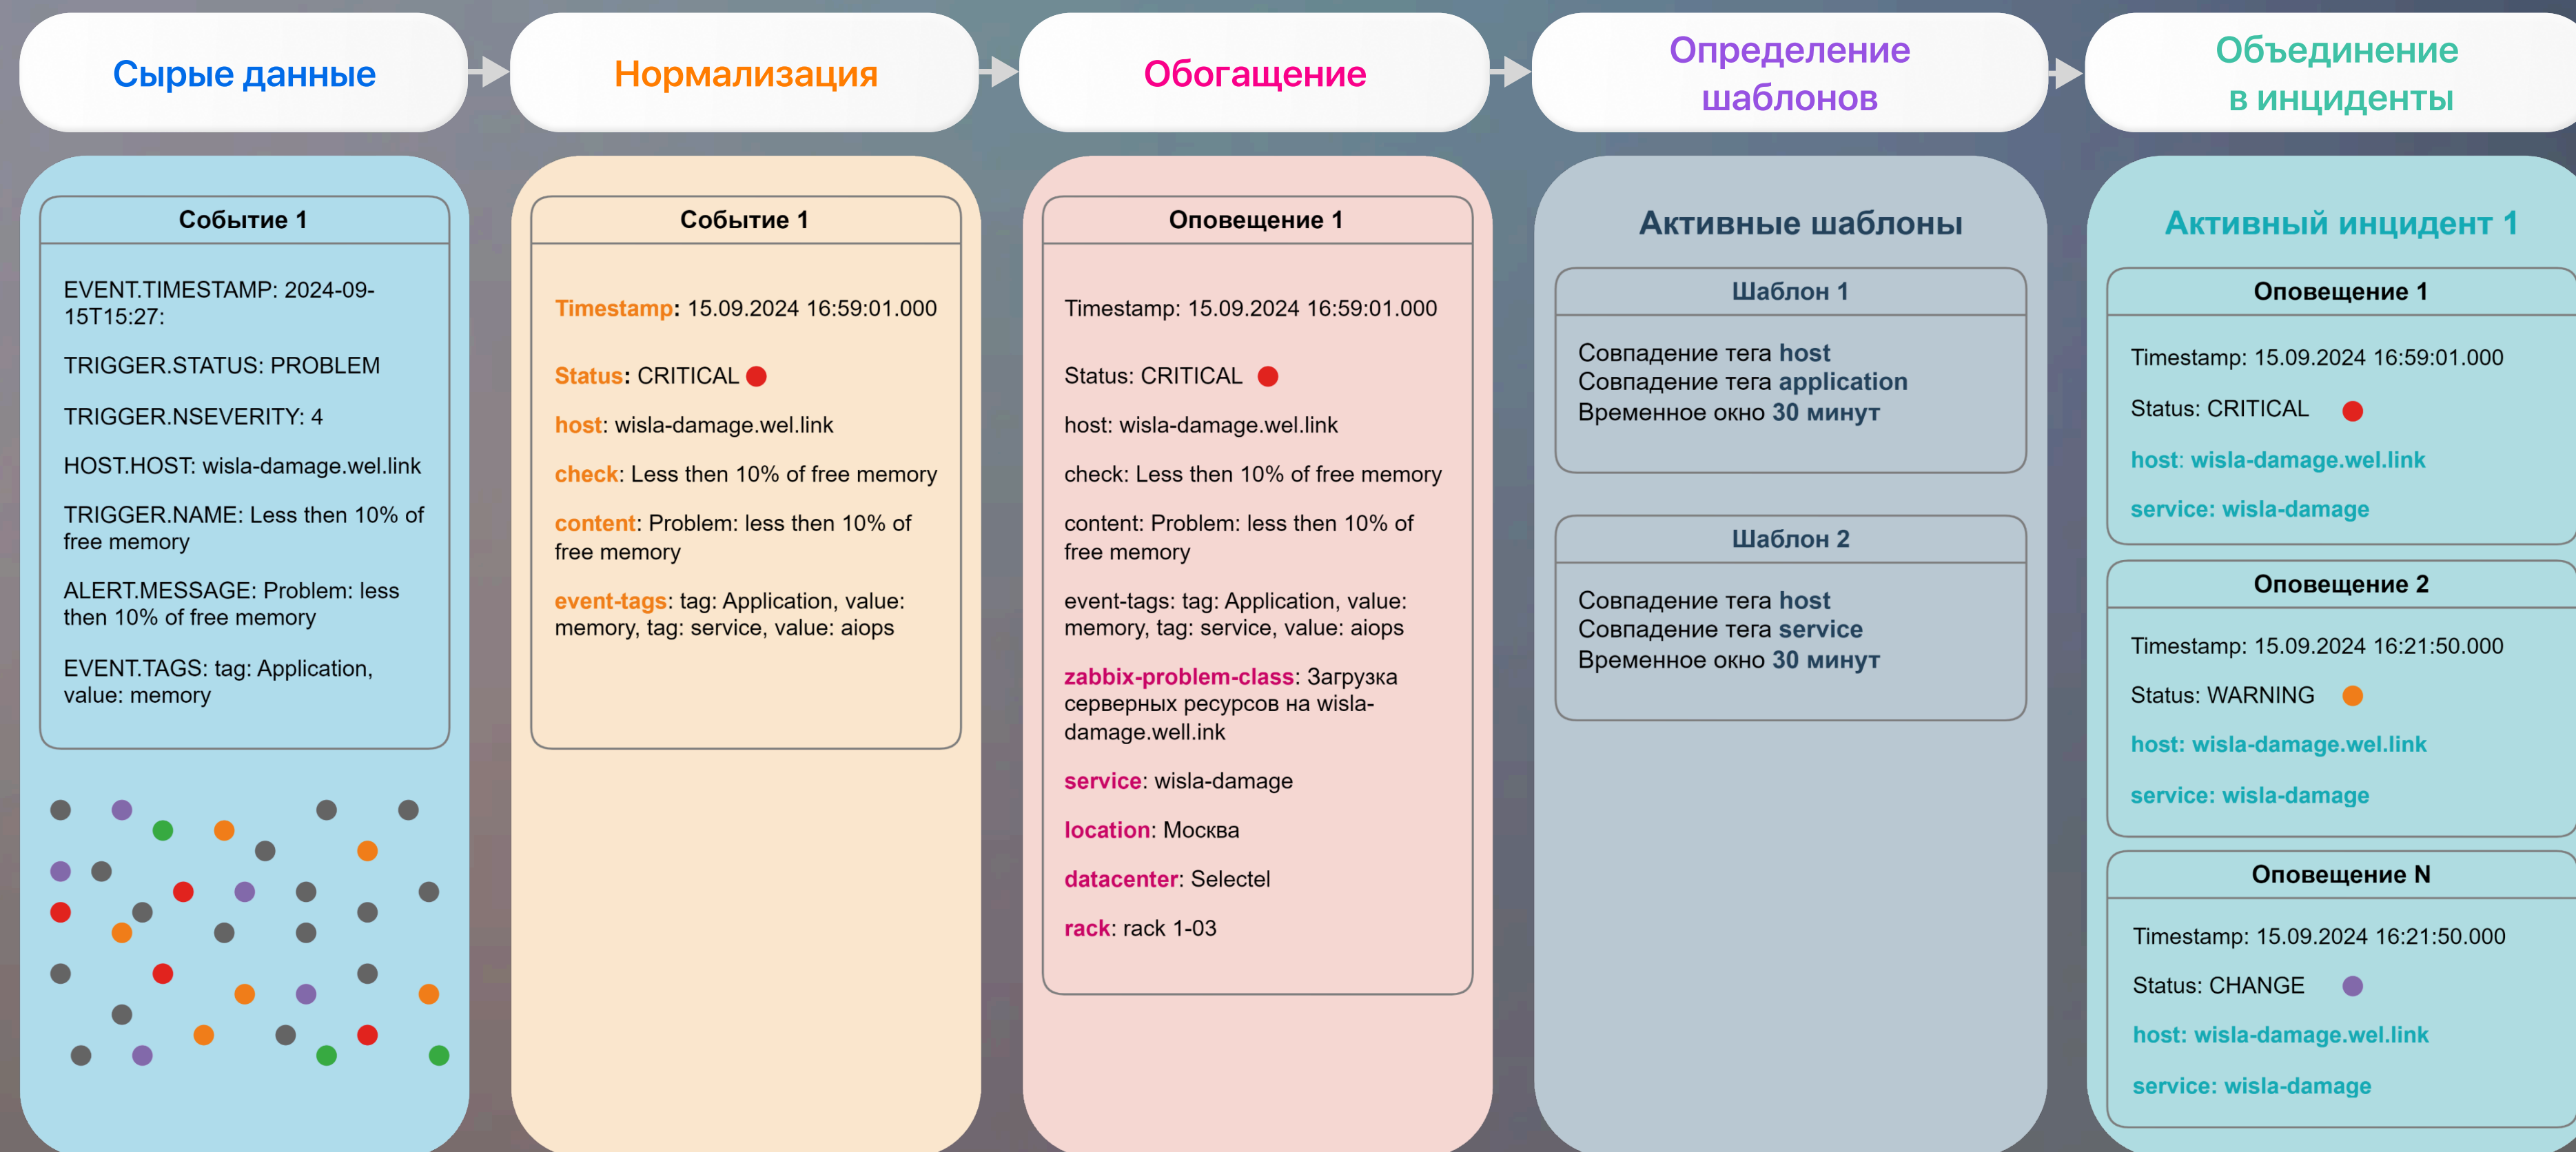 Сырые данные
Нормализация
Обогащение
Определение
шаблонов
Объединение
в инциденты
Событие 1
EVENT.TIMESTAMP: 2024-09-
15T15:27:
TRIGGER.STATUS: PROBLEM
TRIGGER.NSEVERITY: 4
HOST.HOST: wisla-damage.wel.link
TRIGGER.NAME: Less then 10% of
free memory
ALERT.MESSAGE: Problem: less
then 10% of free memory
EVENT.TAGS: tag: Application,
value: memory
Событие 1
Timestamp: 15.09.2024 16:59:01.000
Status: CRITICAL
host: wisla-damage.wel.link
check: Less then 10% of free memory
content: Problem: less then 10% of
free memory
event-tags: tag: Application, value:
memory, tag: service, value: aiops
Оповещение 1
Timestamp: 15.09.2024 16:59:01.000
Status: CRITICAL
host: wisla-damage.wel.link
check: Less then 10% of free memory
content: Problem: less then 10% of
free memory
event-tags: tag: Application, value:
memory, tag: service, value: aiops
zabbix-problem-class: Загрузка
серверных ресурсов на wisla-
damage.well.ink
service: wisla-damage
location: Москва
datacenter: Selectel
rack: rack 1-03
Активные шаблоны
Шаблон 1
Совпадение тега host
Совпадение тега application
Временное окно 30 минут
Шаблон 2
Совпадение тега host
Совпадение тега service
Временное окно 30 минут
Активный инцидент 1
Оповещение 1
Timestamp: 15.09.2024 16:59:01.000
Status: CRITICAL
host: wisla-damage.wel.link
service: wisla-damage
Оповещение 2
Timestamp: 15.09.2024 16:21:50.000
Status: WARNING
host: wisla-damage.wel.link
service: wisla-damage
Оповещение N
Timestamp: 15.09.2024 16:21:50.000
Status: CHANGE
host: wisla-damage.wel.link
service: wisla-damage